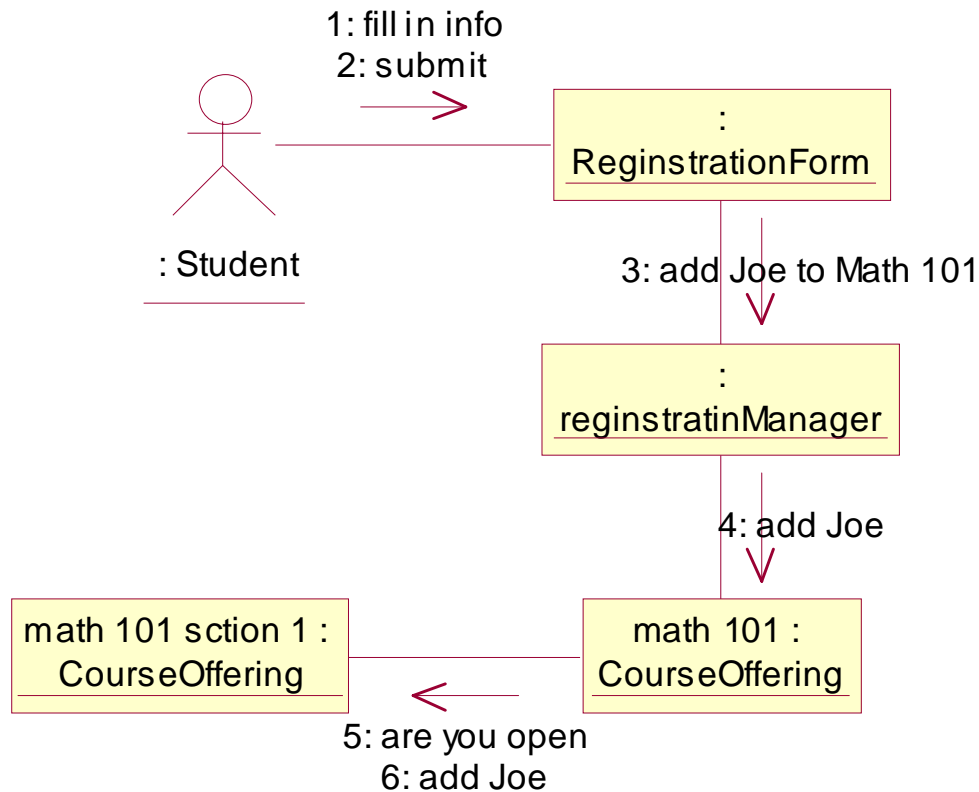 1: fill in info
2: submit
:
ReginstrationForm
: Student
3: add Joe to Math 101
:
reginstratinManager
4: add Joe
math 101 sction 1 :
CourseOffering
math 101 :
CourseOffering
5: are you open
6: add Joe